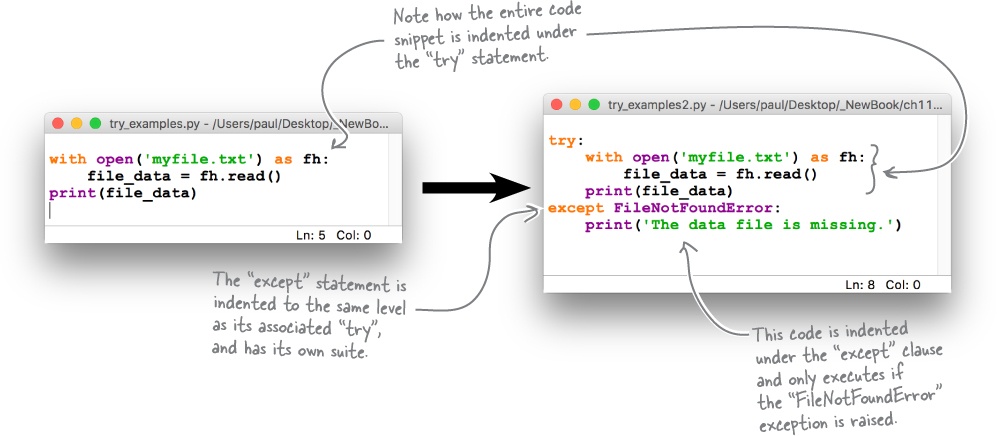 Note how the entire code
snippet is indented under
the “try” statement.
try_examples.py - /Users/paul/Desktop/_NewBo...
with open('myfile.txt') as fh:
    file_data = fh.read()
print(file_data)
Ln: 5 Col: 0
try_examples2.py - /Users/paul/Desktop/_NewBook/ch11...
try:
    with open('myfile.txt') as fh:
        file_data = fh.read()
    print(file_data)
except FileNotFoundError:
    print('The data file is missing.')
Ln: 8 Col: 0
The “except” statement is
indented to the same level
as its associated “try”,
and has its own suite.
This code is indented
under the “except” clause
and only executes if
the “FileNotFoundError”
exception is raised.